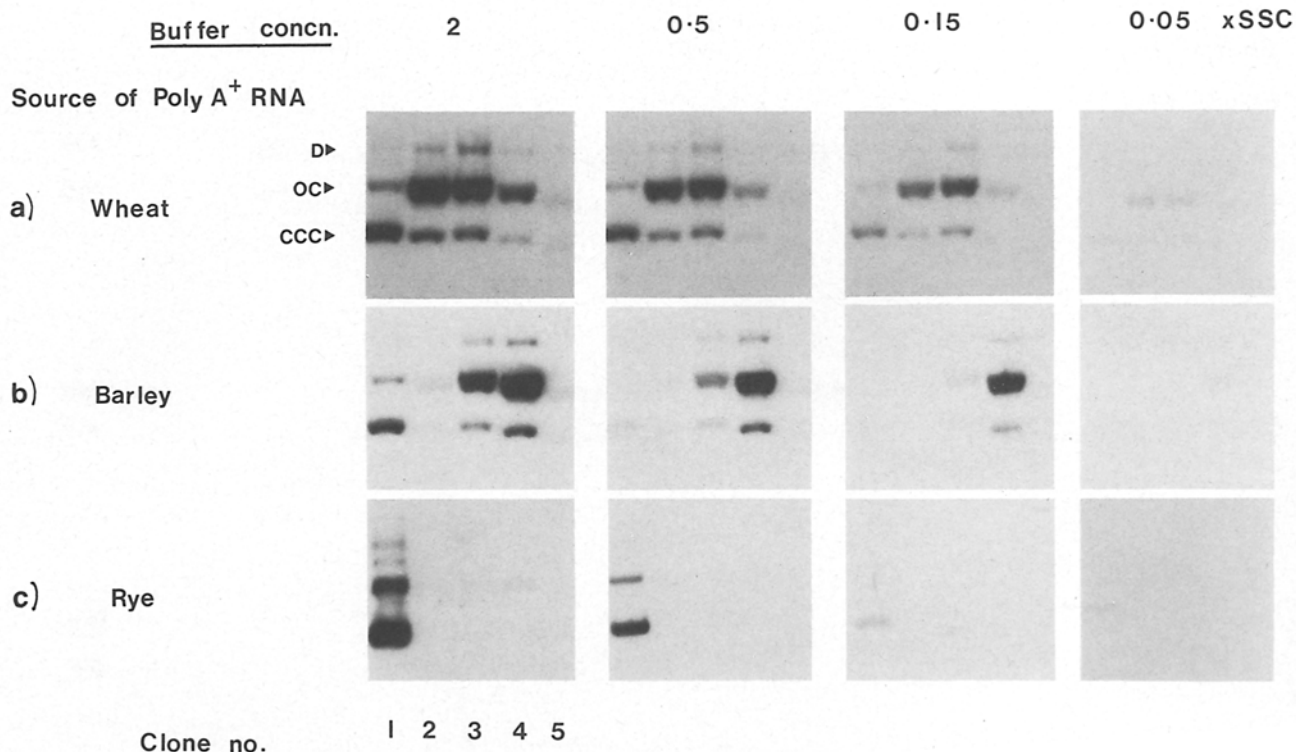 Buffer concn. 2 0·5 0·15 0·05 xSSC
Source of Poly A+ RNA
D▸
a) Wheat OC▸
CCC▸
b) Barley
c) Rye
1 2 3 4 5
Clone no.